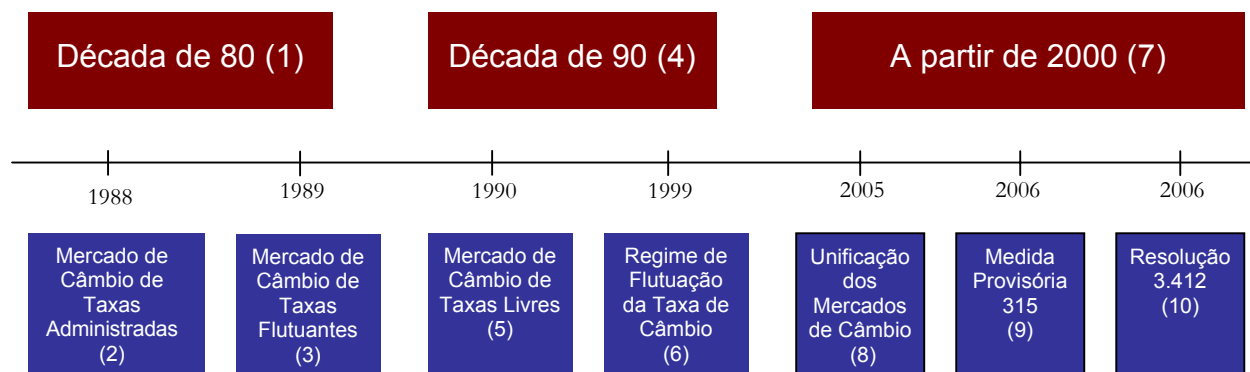 Década de 80 (1)
Década de 90 (4)
A partir de 2000 (7)
1988
1989
1990
1999
2005
2006
2006
Mercado de
Câmbio de
Taxas
Administradas
(2)
Mercado de
Câmbio de
Taxas
Flutuantes
(3)
Mercado de
Câmbio de
Taxas Livres
(5)
Regime de
Flutuação
da Taxa de
Câmbio
(6)
Unificação
dos
Mercados
de Câmbio
(8)
Medida
Provisória
315
(9)
Resolução
3.412
(10)